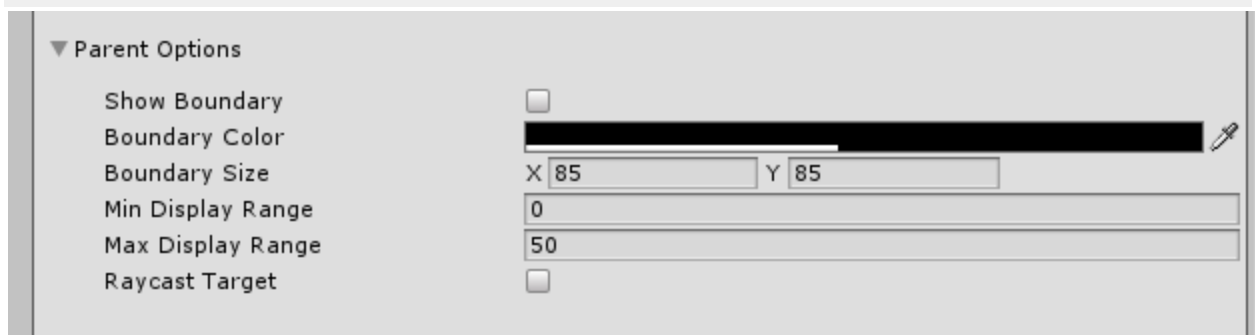 Parent Options
Show Boundary
Boundary Color
Boundary Size X 85 Y 85
Min Display Range 0
Max Display Range 50
Raycast Target